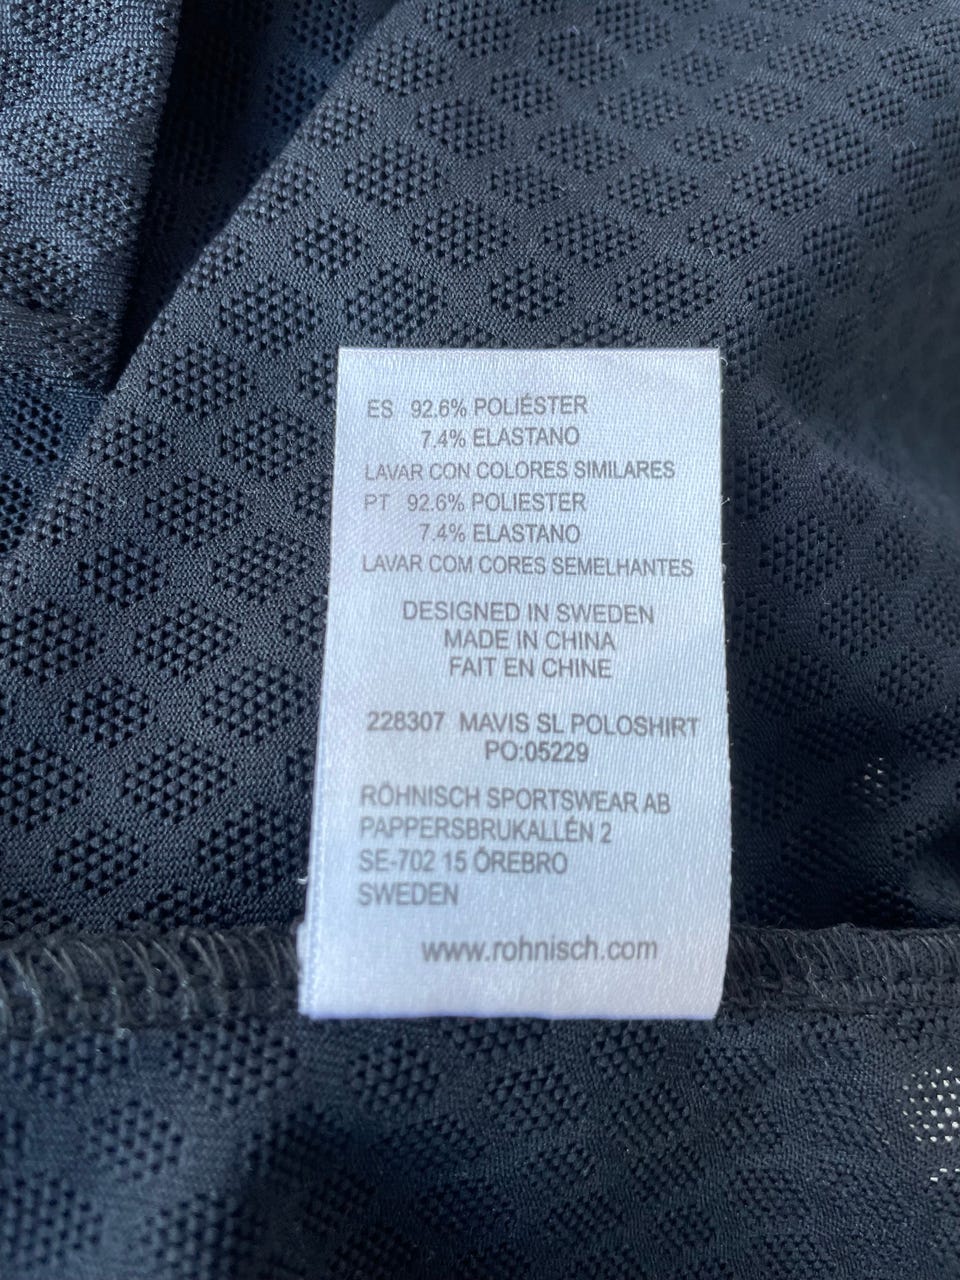 ES 92.6% POLIÉSTER
7.4% ELASTANO
LAVAR CON COLORES SIMILARES
PT 92.6% POLIESTER
7.4% ELASTANO
LAVAR COM CORES SEMELHANTES
DESIGNED IN SWEDEN
MADE IN CHINA
FAIT EN CHINE
228307 MAVIS SL POLOSHIRT
PO:05229
RÖHNISCH SPORTSWEAR AB
PAPPERSBRUKALLÉN 2
SE-702 15 ÖREBRO
SWEDEN
www.rohnisch.com